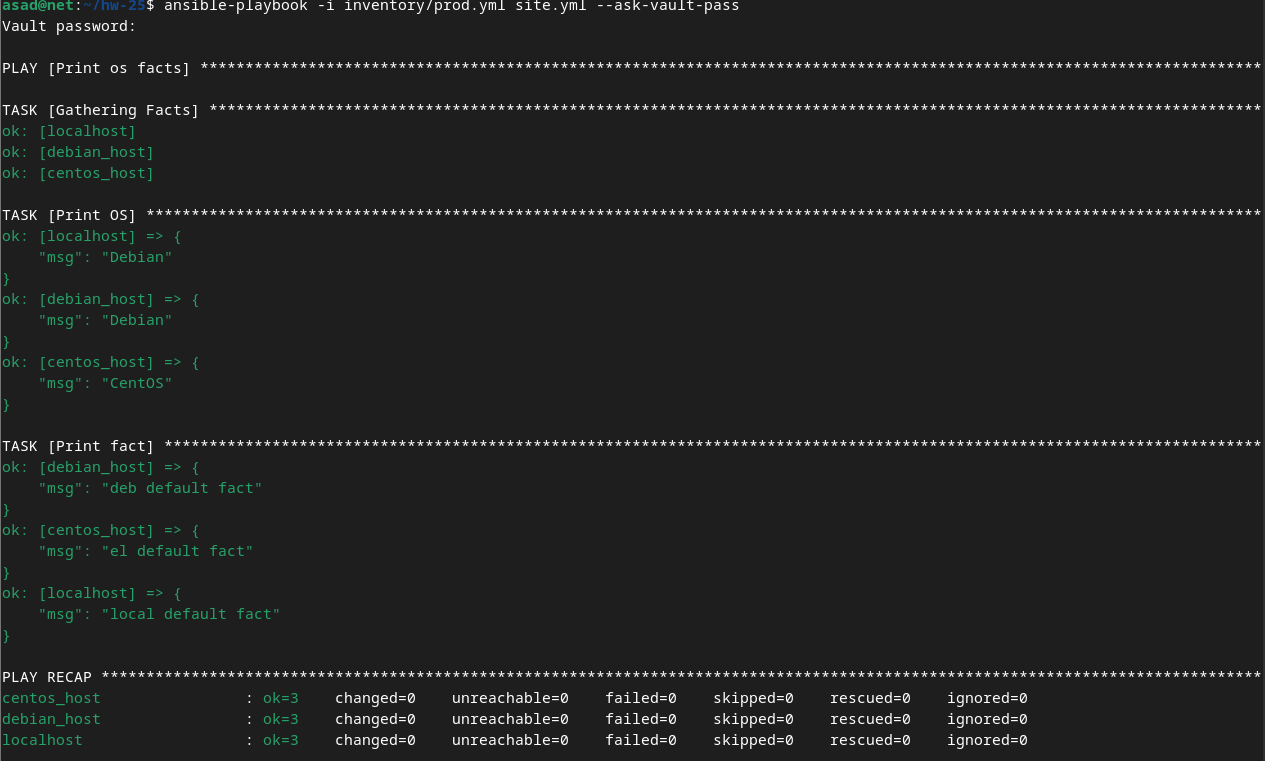 asad@net:~/hw-25$ ansible-playbook -i inventory/prod.yml site.yml --ask-vault-pass
Vault password:
PLAY [Print os facts] **********************************************************************************************************************
TASK [Gathering Facts] *********************************************************************************************************************
ok: [localhost]
ok: [debian_host]
ok: [centos_host]
TASK [Print OS] ****************************************************************************************************************************
ok: [localhost] => {
    "msg": "Debian"
}
ok: [debian_host] => {
    "msg": "Debian"
}
ok: [centos_host] => {
    "msg": "CentOS"
}
TASK [Print fact] **************************************************************************************************************************
ok: [debian_host] => {
    "msg": "deb default fact"
}
ok: [centos_host] => {
    "msg": "el default fact"
}
ok: [localhost] => {
    "msg": "local default fact"
}
PLAY RECAP *********************************************************************************************************************************
centos_host                : ok=3    changed=0    unreachable=0    failed=0    skipped=0    rescued=0    ignored=0
debian_host                : ok=3    changed=0    unreachable=0    failed=0    skipped=0    rescued=0    ignored=0
localhost                  : ok=3    changed=0    unreachable=0    failed=0    skipped=0    rescued=0    ignored=0